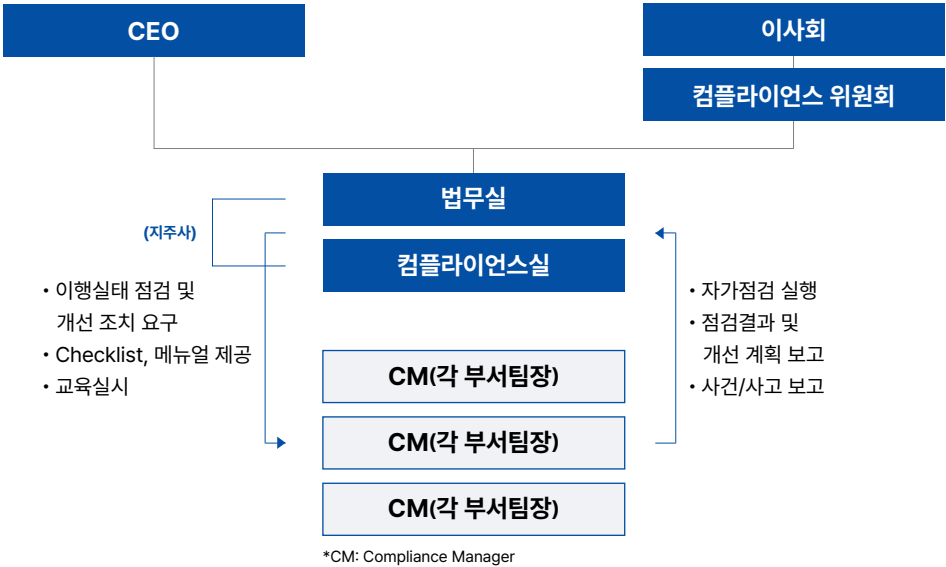 CEO
이사회
컴플라이언스 위원회
법무실
(지주사)
컴플라이언스실
• 이행실태 점검 및
개선 조치 요구
• Checklist, 메뉴얼 제공
• 교육실시
• 자가점검 실행
• 점검결과 및
개선 계획 보고
• 사건/사고 보고
CM(각 부서팀장)
CM(각 부서팀장)
CM(각 부서팀장)
*CM: Compliance Manager